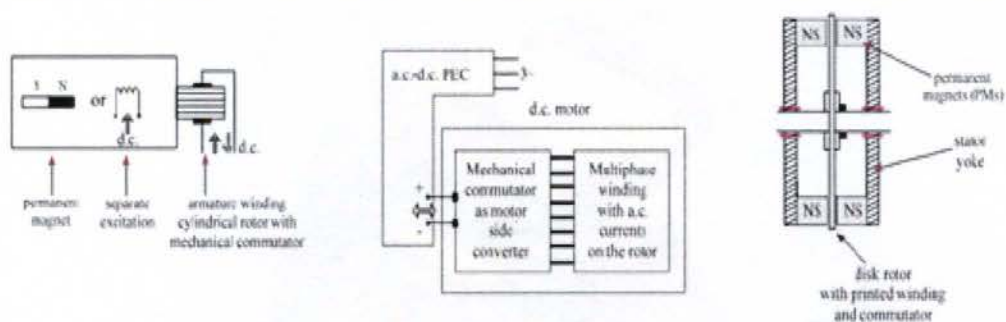 S N
or
d.c.
d.c.
permanent
magnet
separate
excitation
armature winding
cylindrical rotor with
mechanical commutator
a.c.-d.c. PEC
3~
d.c. motor
+
-
Mechanical
commutator
as motor
side
converter
Multiphase
winding
with a.c.
currents
on the rotor
NS NS
permanent
magnets (PMs)
stator
yoke
NS NS
disk rotor
with printed winding
and commutator